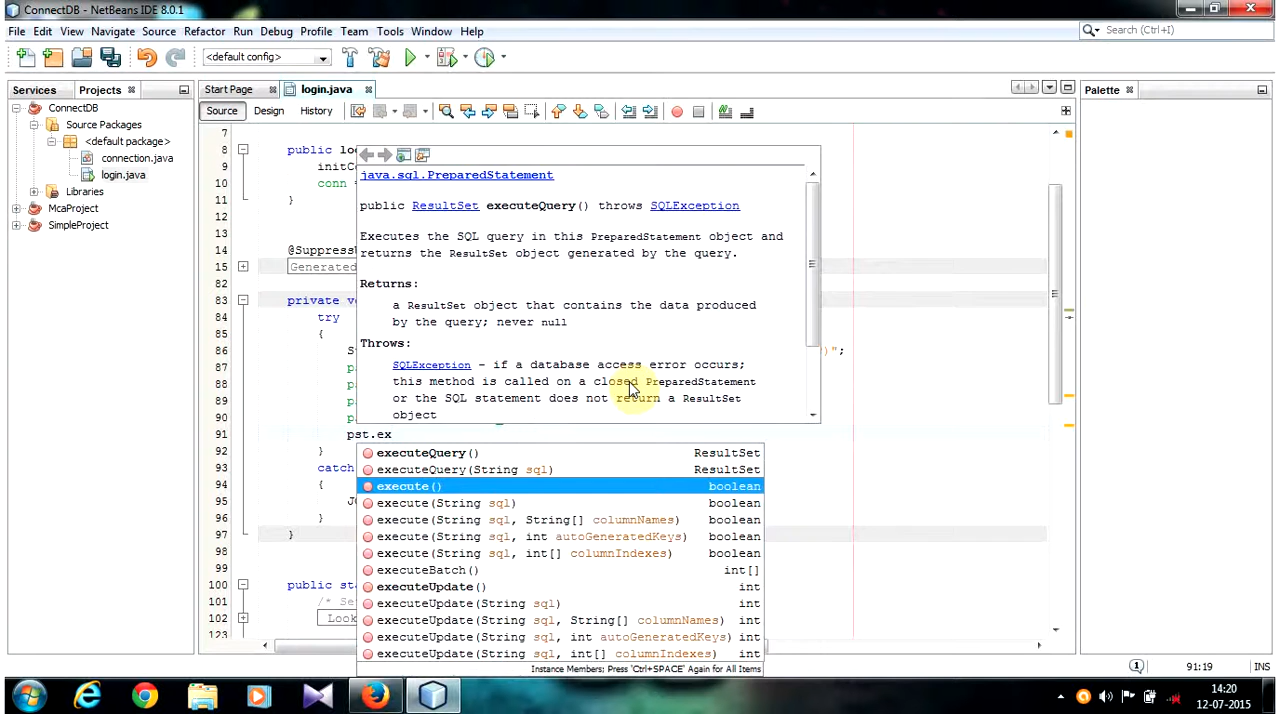 ConnectDB - NetBeans IDE 8.0.1
File Edit View Navigate Source Refactor Run Debug Profile Team Tools Window Help
Search (Ctrl+I)
<default config>
Services Projects
Start Page login.java
Palette
ConnectDB
Source Packages
<default package>
connection.java
login.java
Libraries
McaProject
SimpleProject
Source Design History
7
8 public lo
9 initCo
10 conn
11 }
12
13
14 @Suppress
15 Generated
82
83 private vo
84 try
85 {
86 )";
87
88
89
90
91 pst.ex
92 }
93 catch
94 {
95
96 }
97 }
98
99
100 public sta
101 /* Se
102 Look
123
java.sql.PreparedStatement
public ResultSet executeQuery() throws SQLException
Executes the SQL query in this PreparedStatement object and
returns the ResultSet object generated by the query.
Returns:
a ResultSet object that contains the data produced
by the query; never null
Throws:
SQLException - if a database access error occurs;
this method is called on a closed PreparedStatement
or the SQL statement does not return a ResultSet
object
executeQuery() ResultSet
executeQuery(String sql) ResultSet
execute() boolean
execute(String sql) boolean
execute(String sql, String[] columnNames) boolean
execute(String sql, int autoGeneratedKeys) boolean
execute(String sql, int[] columnIndexes) boolean
executeBatch() int[]
executeUpdate() int
executeUpdate(String sql) int
executeUpdate(String sql, String[] columnNames) int
executeUpdate(String sql, int autoGeneratedKeys) int
executeUpdate(String sql, int[] columnIndexes) int
Instance Members; Press 'Ctrl+SPACE' Again for All Items
1 91:19 INS
14:20
12-07-2015